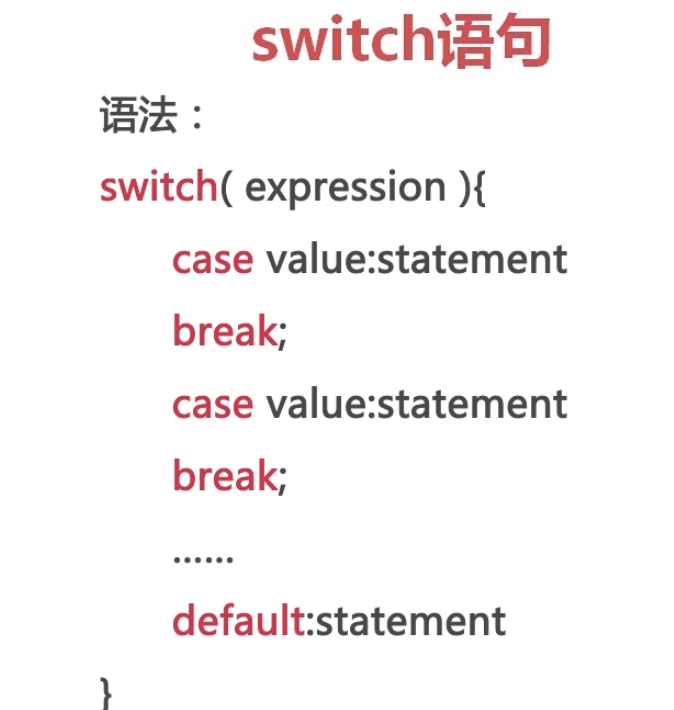 switch语句
语法：
switch( expression ){
case value:statement
break;
case value:statement
break;
……
default:statement
}